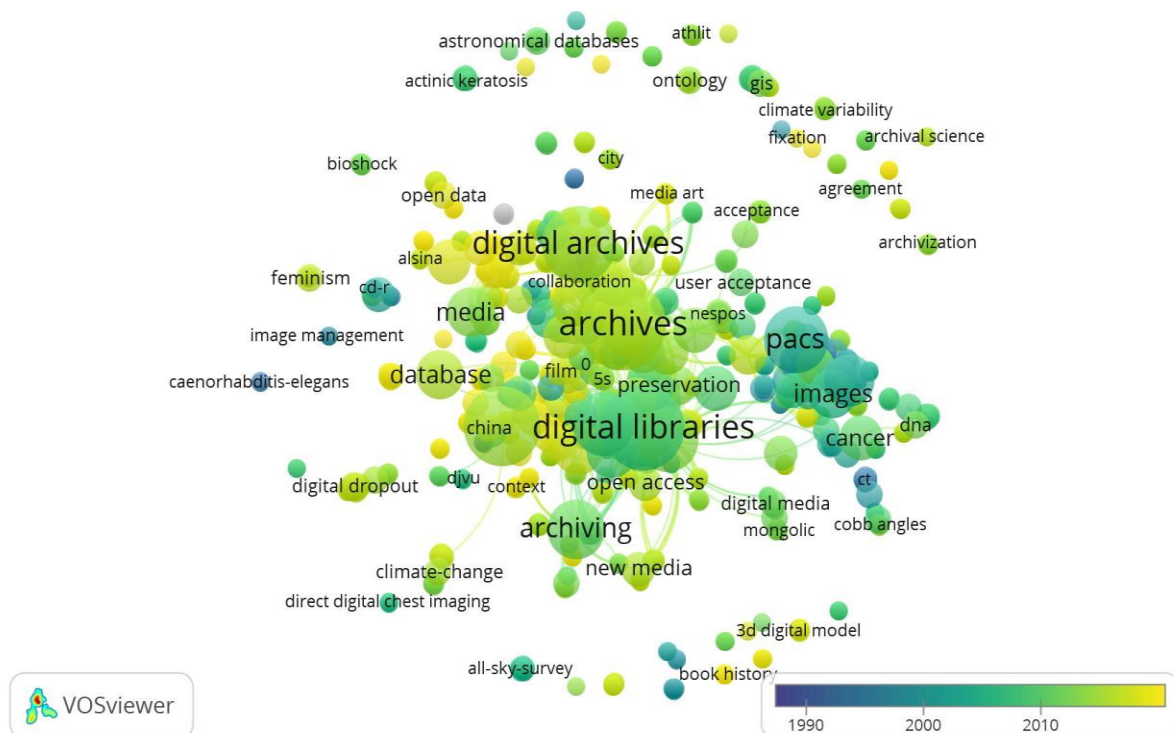 astronomical databases
athlit
actinic keratosis
ontology
gis
climate variability
fixation
archival science
city
bioshock
open data
media art
agreement
acceptance
digital archives
archivization
alsina
feminism
collaboration
user acceptance
cd-r
media
archives
nespos
image management
pacs
film
0
5s
preservation
database
images
caenorhabditis-elegans
china
digital libraries
cancer
dna
digital dropout
djvu
context
open access
ct
digital media
archiving
mongolic
cobb angles
climate-change
new media
direct digital chest imaging
3d digital model
all-sky-survey
book history
VOSviewer
1990
2000
2010